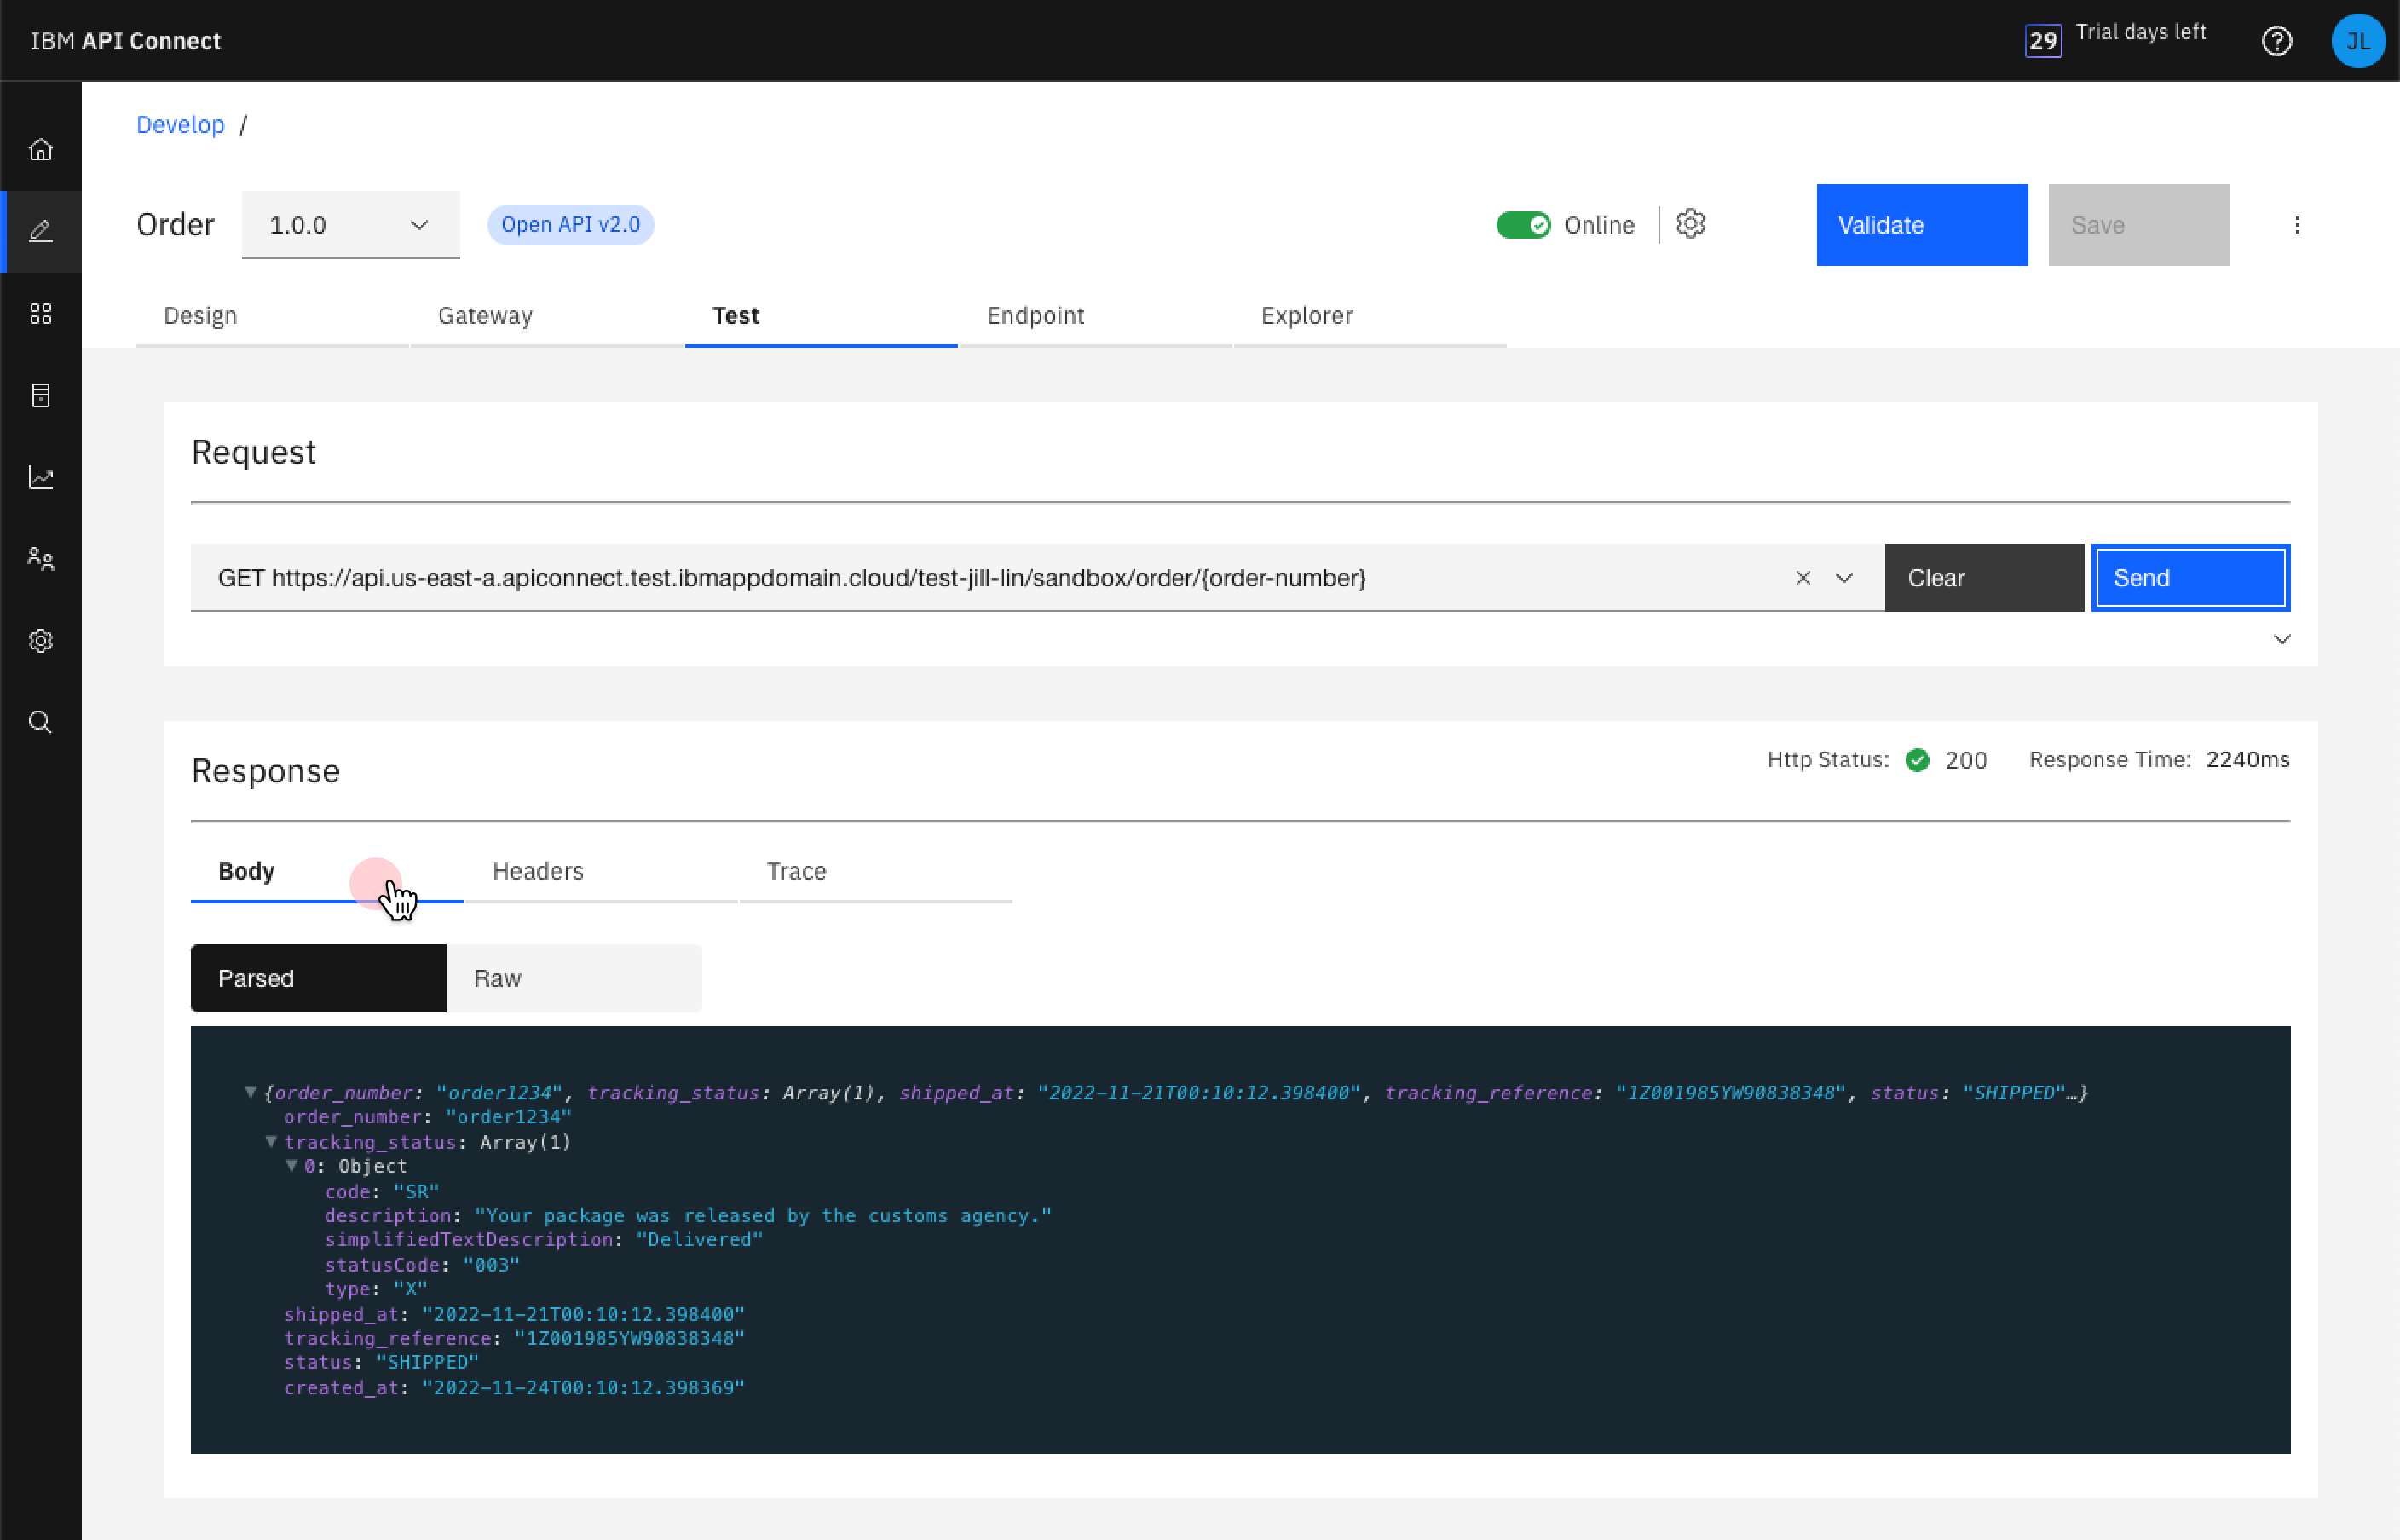 IBM API Connect
29 Trial days left
JL
Develop /
Order 1.0.0 Open API v2.0 Online Validate Save
Design Gateway Test Endpoint Explorer
Request
GET https://api.us-east-a.apiconnect.test.ibmappdomain.cloud/test-jill-lin/sandbox/order/{order-number} Clear Send
Response Http Status: 200 Response Time: 2240ms
Body Headers Trace
Parsed Raw
{order_number: "order1234", tracking_status: Array(1), shipped_at: "2022-11-21T00:10:12.398400", tracking_reference: "1Z001985YW90838348", status: "SHIPPED"…}
order_number: "order1234"
tracking_status: Array(1)
0: Object
code: "SR"
description: "Your package was released by the customs agency."
simplifiedTextDescription: "Delivered"
statusCode: "003"
type: "X"
shipped_at: "2022-11-21T00:10:12.398400"
tracking_reference: "1Z001985YW90838348"
status: "SHIPPED"
created_at: "2022-11-24T00:10:12.398369"